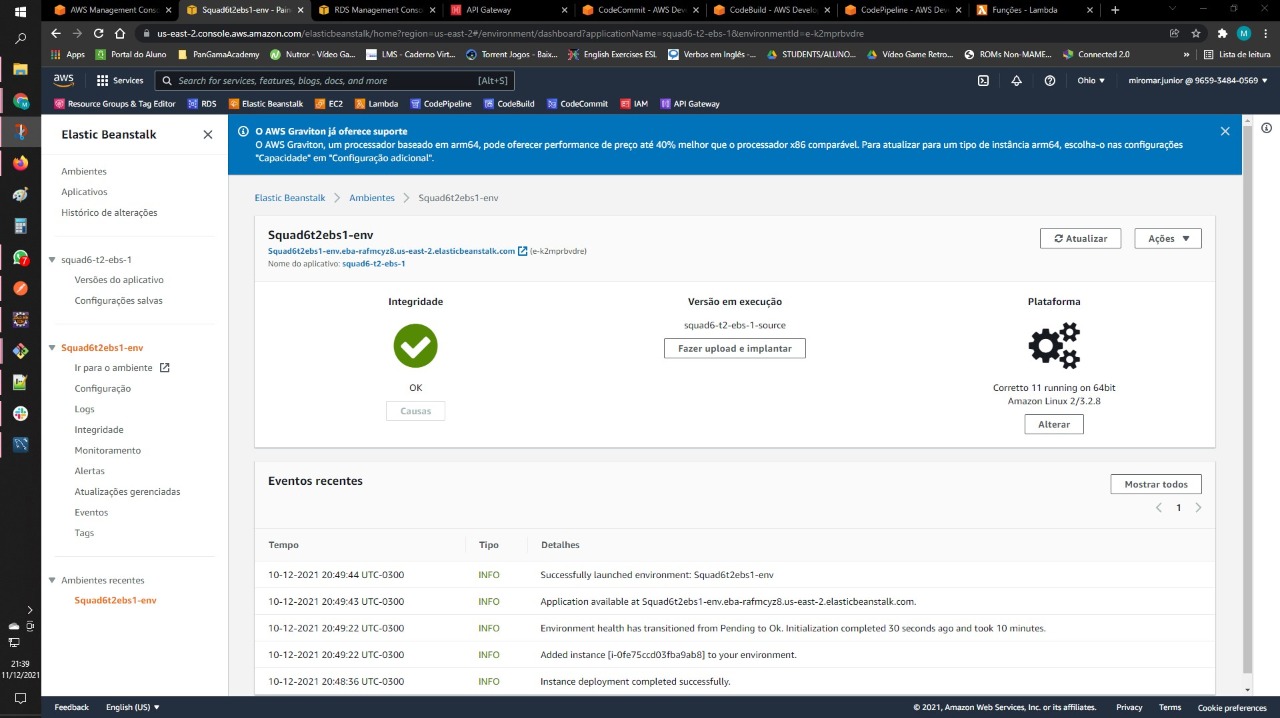 AWS Management Conso
Squad6t2ebs1-env - Pain
RDS Management Conso
API Gateway
CodeCommit - AWS Dev
CodeBuild - AWS Develo
CodePipeline - AWS Dev
Funções - Lambda
us-east-2.console.aws.amazon.com/elasticbeanstalk/home?region=us-east-2#/environment/dashboard?applicationName=squad6-t2-ebs-1&environmentId=e-k2mprbvdre
M
Apps
Portal do Aluno
PanGamAcademy
Nutror - Vídeo Ga...
LMS - Vídeo Game...
Torrent Jogos - Baix...
English Exercises ESL
Verbos em Inglês -...
STUDENTS/ALUNO...
Vídeo Game Retro...
ROMs Non-MAME...
Connected 2.0
»
Lista de leitura
aws
Services
Search for services, features, blogs, docs, and more
[Alt+S]
Ohio
miromar.junior @ 9659-3484-0569
Resource Groups & Tag Editor
RDS
Elastic Beanstalk
EC2
Lambda
CodePipeline
CodeBuild
CodeCommit
IAM
API Gateway
Elastic Beanstalk
Ambientes
Aplicativos
Histórico de alterações
squad6-t2-ebs-1
Versões do aplicativo
Configurações salvas
Squad6t2ebs1-env
Ir para o ambiente
Configuração
Logs
Integridade
Monitoramento
Alertas
Atualizações gerenciadas
Eventos
Tags
Ambientes recentes
Squad6t2ebs1-env
O AWS Graviton já oferece suporte
O AWS Graviton, um processador baseado em arm64, pode oferecer performance de preço até 40% melhor que o processador x86 comparável. Para atualizar para um tipo de instância arm64, escolha-o nas configurações
"Capacidade" em "Configuração adicional".
Elastic Beanstalk
Ambientes
Squad6t2ebs1-env
Squad6t2ebs1-env
Squad6t2ebs1-env.eba-rafmcyz8.us-east-2.elasticbeanstalk.com (e-k2mprbvdre)
Nome do aplicativo: squad6-t2-ebs-1
Atualizar
Ações
Integridade
OK
Causas
Versão em execução
squad6-t2-ebs-1-source
Fazer upload e implantar
Plataforma
Corretto 11 running on 64bit
Amazon Linux 2/3.2.8
Alterar
Eventos recentes
Mostrar todos
1
Tempo Tipo Detalhes
10-12-2021 20:49:44 UTC-0300 INFO Successfully launched environment: Squad6t2ebs1-env
10-12-2021 20:49:43 UTC-0300 INFO Application available at Squad6t2ebs1-env.eba-rafmcyz8.us-east-2.elasticbeanstalk.com.
10-12-2021 20:49:22 UTC-0300 INFO Environment health has transitioned from Pending to Ok. Initialization completed 30 seconds ago and took 10 minutes.
10-12-2021 20:49:22 UTC-0300 INFO Added instance [i-0fe75ccd03fba9ab8] to your environment.
10-12-2021 20:48:36 UTC-0300 INFO Instance deployment completed successfully.
7
21:39
11/12/2021
Feedback
English (US)
© 2021, Amazon Web Services, Inc. or its affiliates.
Privacy
Terms
Cookie preferences